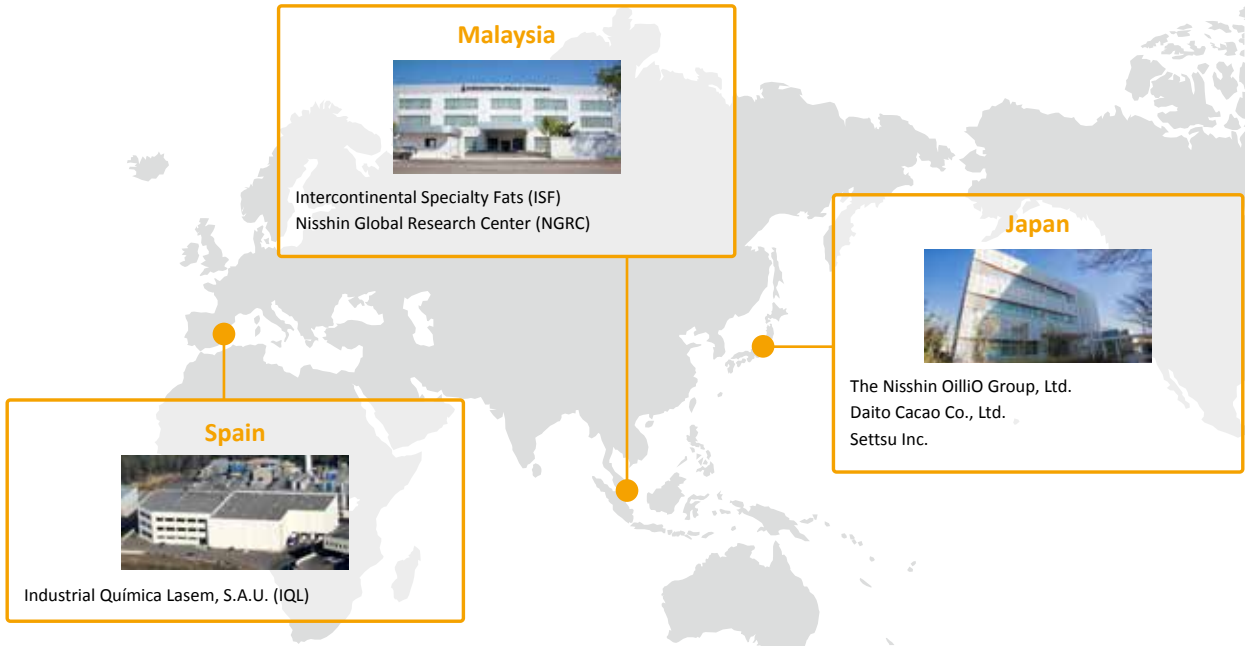 Malaysia
Intercontinental Specialty Fats (ISF)
Nisshin Global Research Center (NGRC)
Japan
The Nisshin OilliO Group, Ltd.
Daito Cacao Co., Ltd.
Settsu Inc.
Spain
Industrial Química Lasem, S.A.U. (IQL)